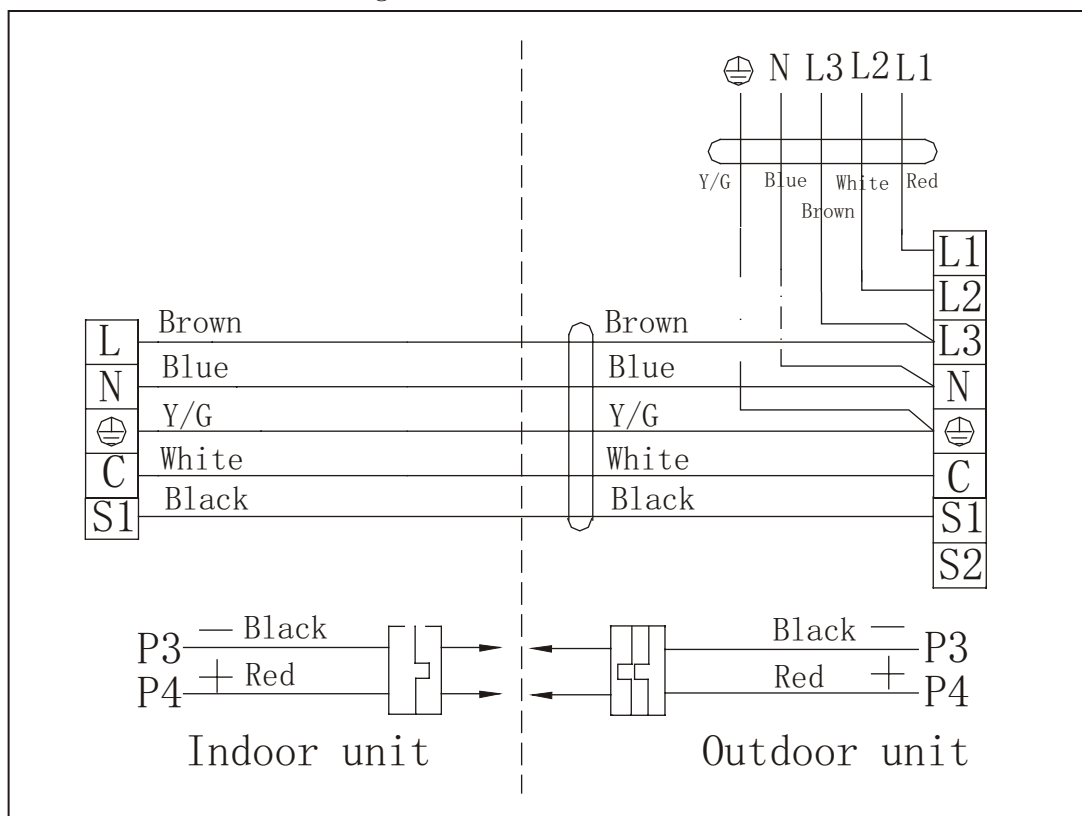 N L3 L2 L1
Y/G Blue White Red
Brown
L1
L2
L Brown Brown L3
N Blue Blue N
Y/G Y/G
C White White C
S1 Black Black S1
S2
P3 — Black Black — P3
P4 + Red Red + P4
Indoor unit Outdoor unit